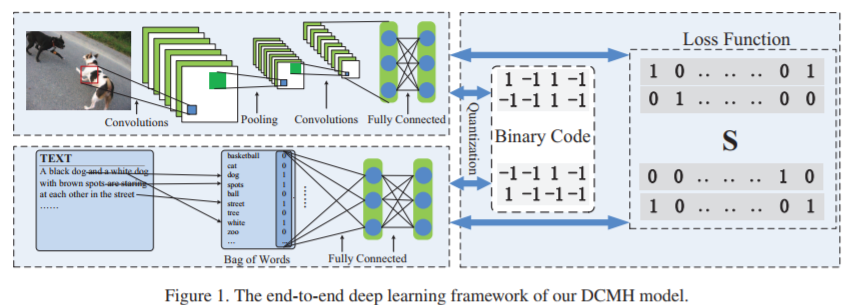 Convolutions
Pooling
Convolutions
Fully Connected
TEXT
A black dog and a white dog
with brown spots are staring
at each other in the street
......
basketball 0
cat 0
dog 1
spots 1
ball 0
street 1
tree 0
white 1
zoo 0
...
Bag of Words
Fully Connected
Quantization
1 -1 1 -1
-1 -1 1 -1
Binary Code
-1 -1 1 -1
1 -1 -1 -1
Loss Function
1 0 .. .. .. 0 1
0 1 .. .. .. 0 0
S
0 0 .. .. .. 1 0
1 0 .. .. .. 0 1
Figure 1. The end-to-end deep learning framework of our DCMH model.